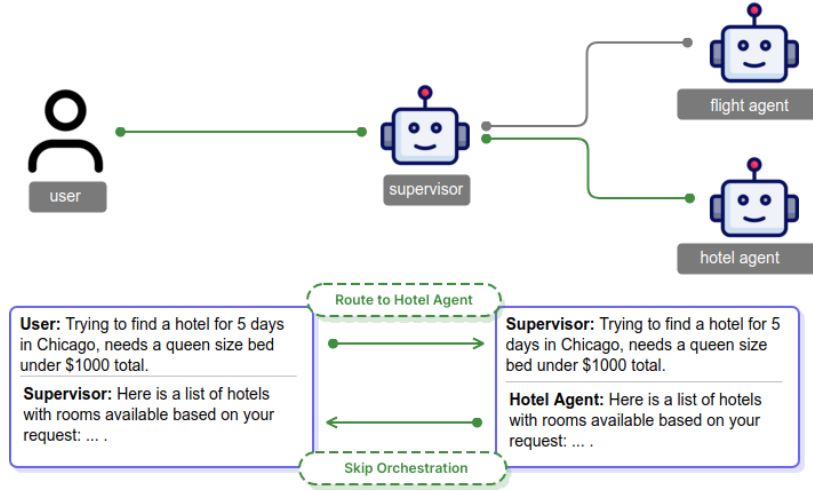 flight agent
user
supervisor
hotel agent
Route to Hotel Agent
User: Trying to find a hotel for 5 days
in Chicago, needs a queen size bed
under $1000 total.
Supervisor: Here is a list of hotels
with rooms available based on your
request: ... .
Supervisor: Trying to find a hotel for 5
days in Chicago, needs a queen size
bed under $1000 total.
Hotel Agent: Here is a list of hotels
with rooms available based on your
request: ... .
Skip Orchestration